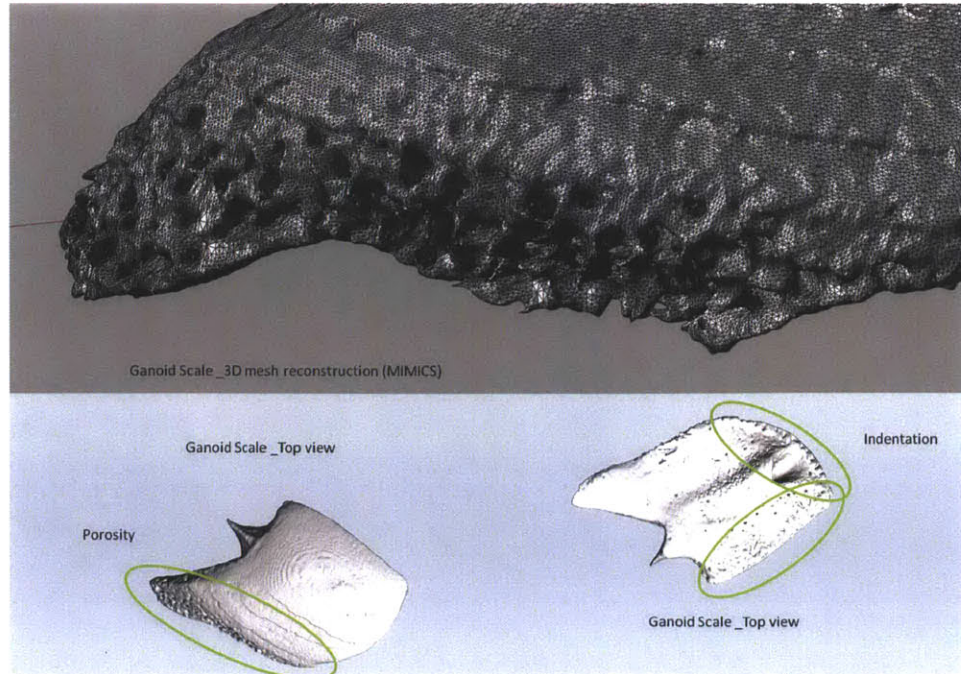 Ganoid Scale _3D mesh reconstruction (MIMICS)
Ganoid Scale _Top view
Indentation
Porosity
Ganoid Scale _Top view